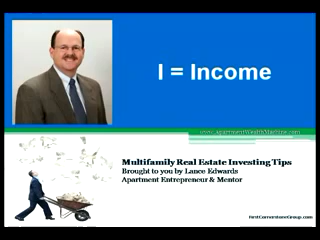 I = Income
www.ApartmentWealthMachine.com
Multifamily Real Estate Investing Tips
Brought to you by Lance Edwards
Apartment Entrepreneur & Mentor
FirstCornerstoneGroup.com